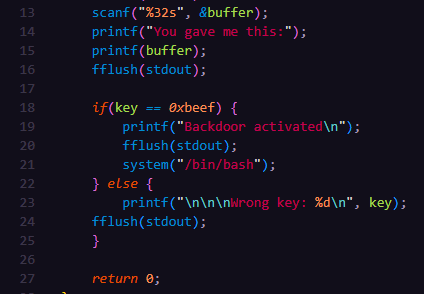 13 scanf("%32s", &buffer);
14 printf("You gave me this:");
15 printf(buffer);
16 fflush(stdout);
17
18 if(key == 0xbeef) {
19 printf("Backdoor activated\n");
20 fflush(stdout);
21 system("/bin/bash");
22 } else {
23 printf("\n\n\nWrong key: %d\n", key);
24 fflush(stdout);
25 }
26
27 return 0;